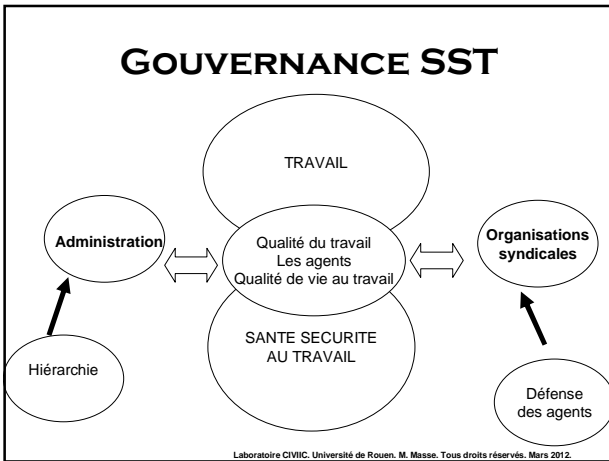 GOUVERNANCE SST
TRAVAIL
Administration
Qualité du travail
Les agents
Qualité de vie au travail
Organisations
syndicales
SANTE SECURITE
AU TRAVAIL
Hiérarchie
Défense
des agents
Laboratoire CIVIIC. Université de Rouen. M. Masse. Tous droits réservés. Mars 2012.